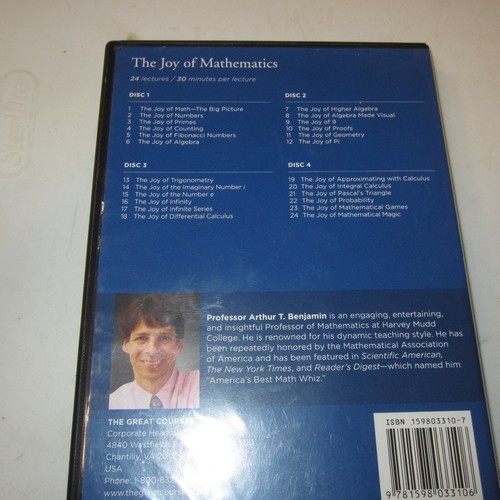 The Joy of Mathematics
24 lectures / 30 minutes per lecture
DISC 1
1 The Joy of Math—The Big Picture
2 The Joy of Numbers
3 The Joy of Primes
4 The Joy of Counting
5 The Joy of Fibonacci Numbers
6 The Joy of Algebra
DISC 2
7 The Joy of Higher Algebra
8 The Joy of Algebra Made Visual
9 The Joy of 9
10 The Joy of Proofs
11 The Joy of Geometry
12 The Joy of Pi
DISC 3
13 The Joy of Trigonometry
14 The Joy of the Imaginary Number i
15 The Joy of the Number e
16 The Joy of Infinity
17 The Joy of Infinite Series
18 The Joy of Differential Calculus
DISC 4
19 The Joy of Approximating with Calculus
20 The Joy of Integral Calculus
21 The Joy of Pascal's Triangle
22 The Joy of Probability
23 The Joy of Mathematical Games
24 The Joy of Mathematical Magic
Professor Arthur T. Benjamin is an engaging, entertaining,
and insightful Professor of Mathematics at Harvey Mudd
College. He is renowned for his dynamic teaching style. He has
been repeatedly honored by the Mathematical Association
of America and has been featured in Scientific American,
The New York Times, and Reader's Digest—which named him
"America's Best Math Whiz."
THE GREAT COURSES
Corporate
4840
Chantilly, VA
USA
Phone: 1-800-
ISBN 159803310-7
9 781598 033106